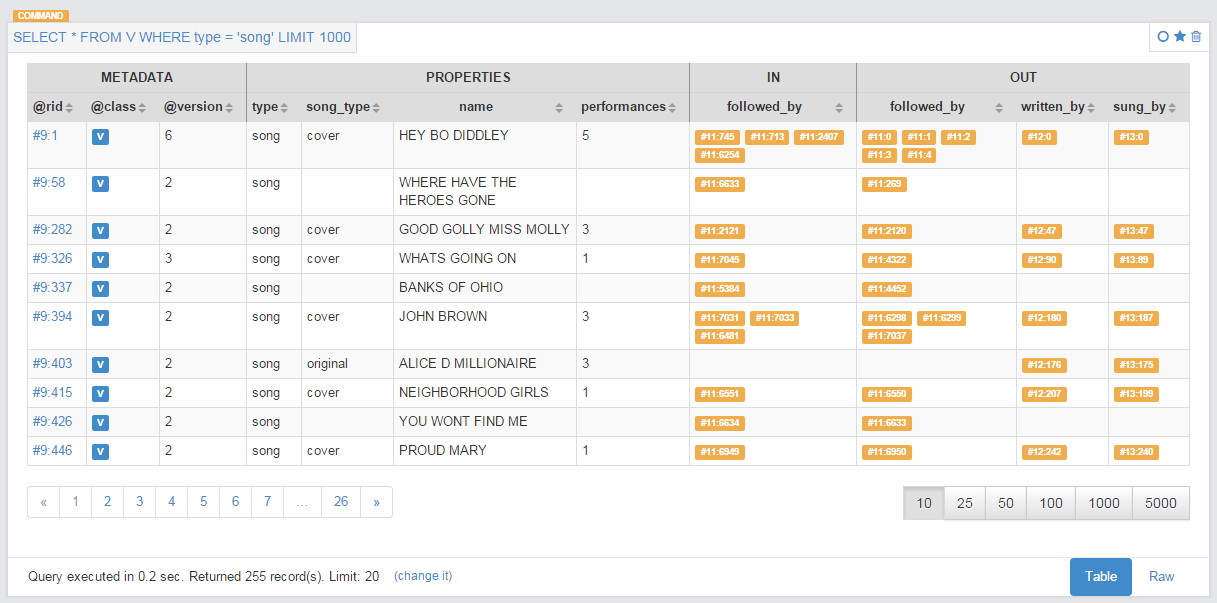 COMMAND
SELECT * FROM V WHERE type = 'song' LIMIT 1000
METADATA PROPERTIES IN OUT
@rid @class @version type song_type name performances followed_by followed_by written_by sung_by
#9:1 V 6 song cover HEY BO DIDDLEY 5 #11:745 #11:713 #11:2407 #11:0 #11:1 #11:2 #12:0 #13:0
#11:6254 #11:3 #11:4
#9:58 V 2 song WHERE HAVE THE #11:6633 #11:269
HEROES GONE
#9:282 V 2 song cover GOOD GOLLY MISS MOLLY 3 #11:2121 #11:2120 #12:47 #13:47
#9:326 V 3 song cover WHATS GOING ON 1 #11:7045 #11:4322 #12:90 #13:89
#9:337 V 2 song BANKS OF OHIO #11:5384 #11:4452
#9:394 V 2 song cover JOHN BROWN 3 #11:7031 #11:7033 #11:6298 #11:6299 #12:180 #13:187
#11:6481 #11:7037
#9:403 V 2 song original ALICE D MILLIONAIRE 3 #12:176 #13:175
#9:415 V 2 song cover NEIGHBORHOOD GIRLS 1 #11:6551 #11:6550 #12:207 #13:199
#9:426 V 2 song YOU WONT FIND ME #11:6634 #11:6633
#9:446 V 2 song cover PROUD MARY 1 #11:6949 #11:6950 #12:242 #13:240
« 1 2 3 4 5 6 7 ... 26 » 10 25 50 100 1000 5000
Query executed in 0.2 sec. Returned 255 record(s). Limit: 20 (change it) Table Raw